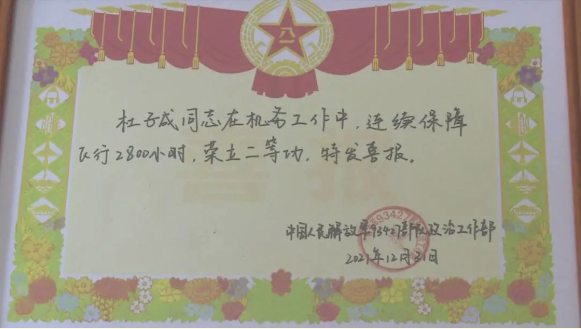 杜子成同志在机务工作中，连续保障
飞行2800小时，荣立二等功，特发喜报。
中国人民解放军93427部队政治工作部
2021年12月31日